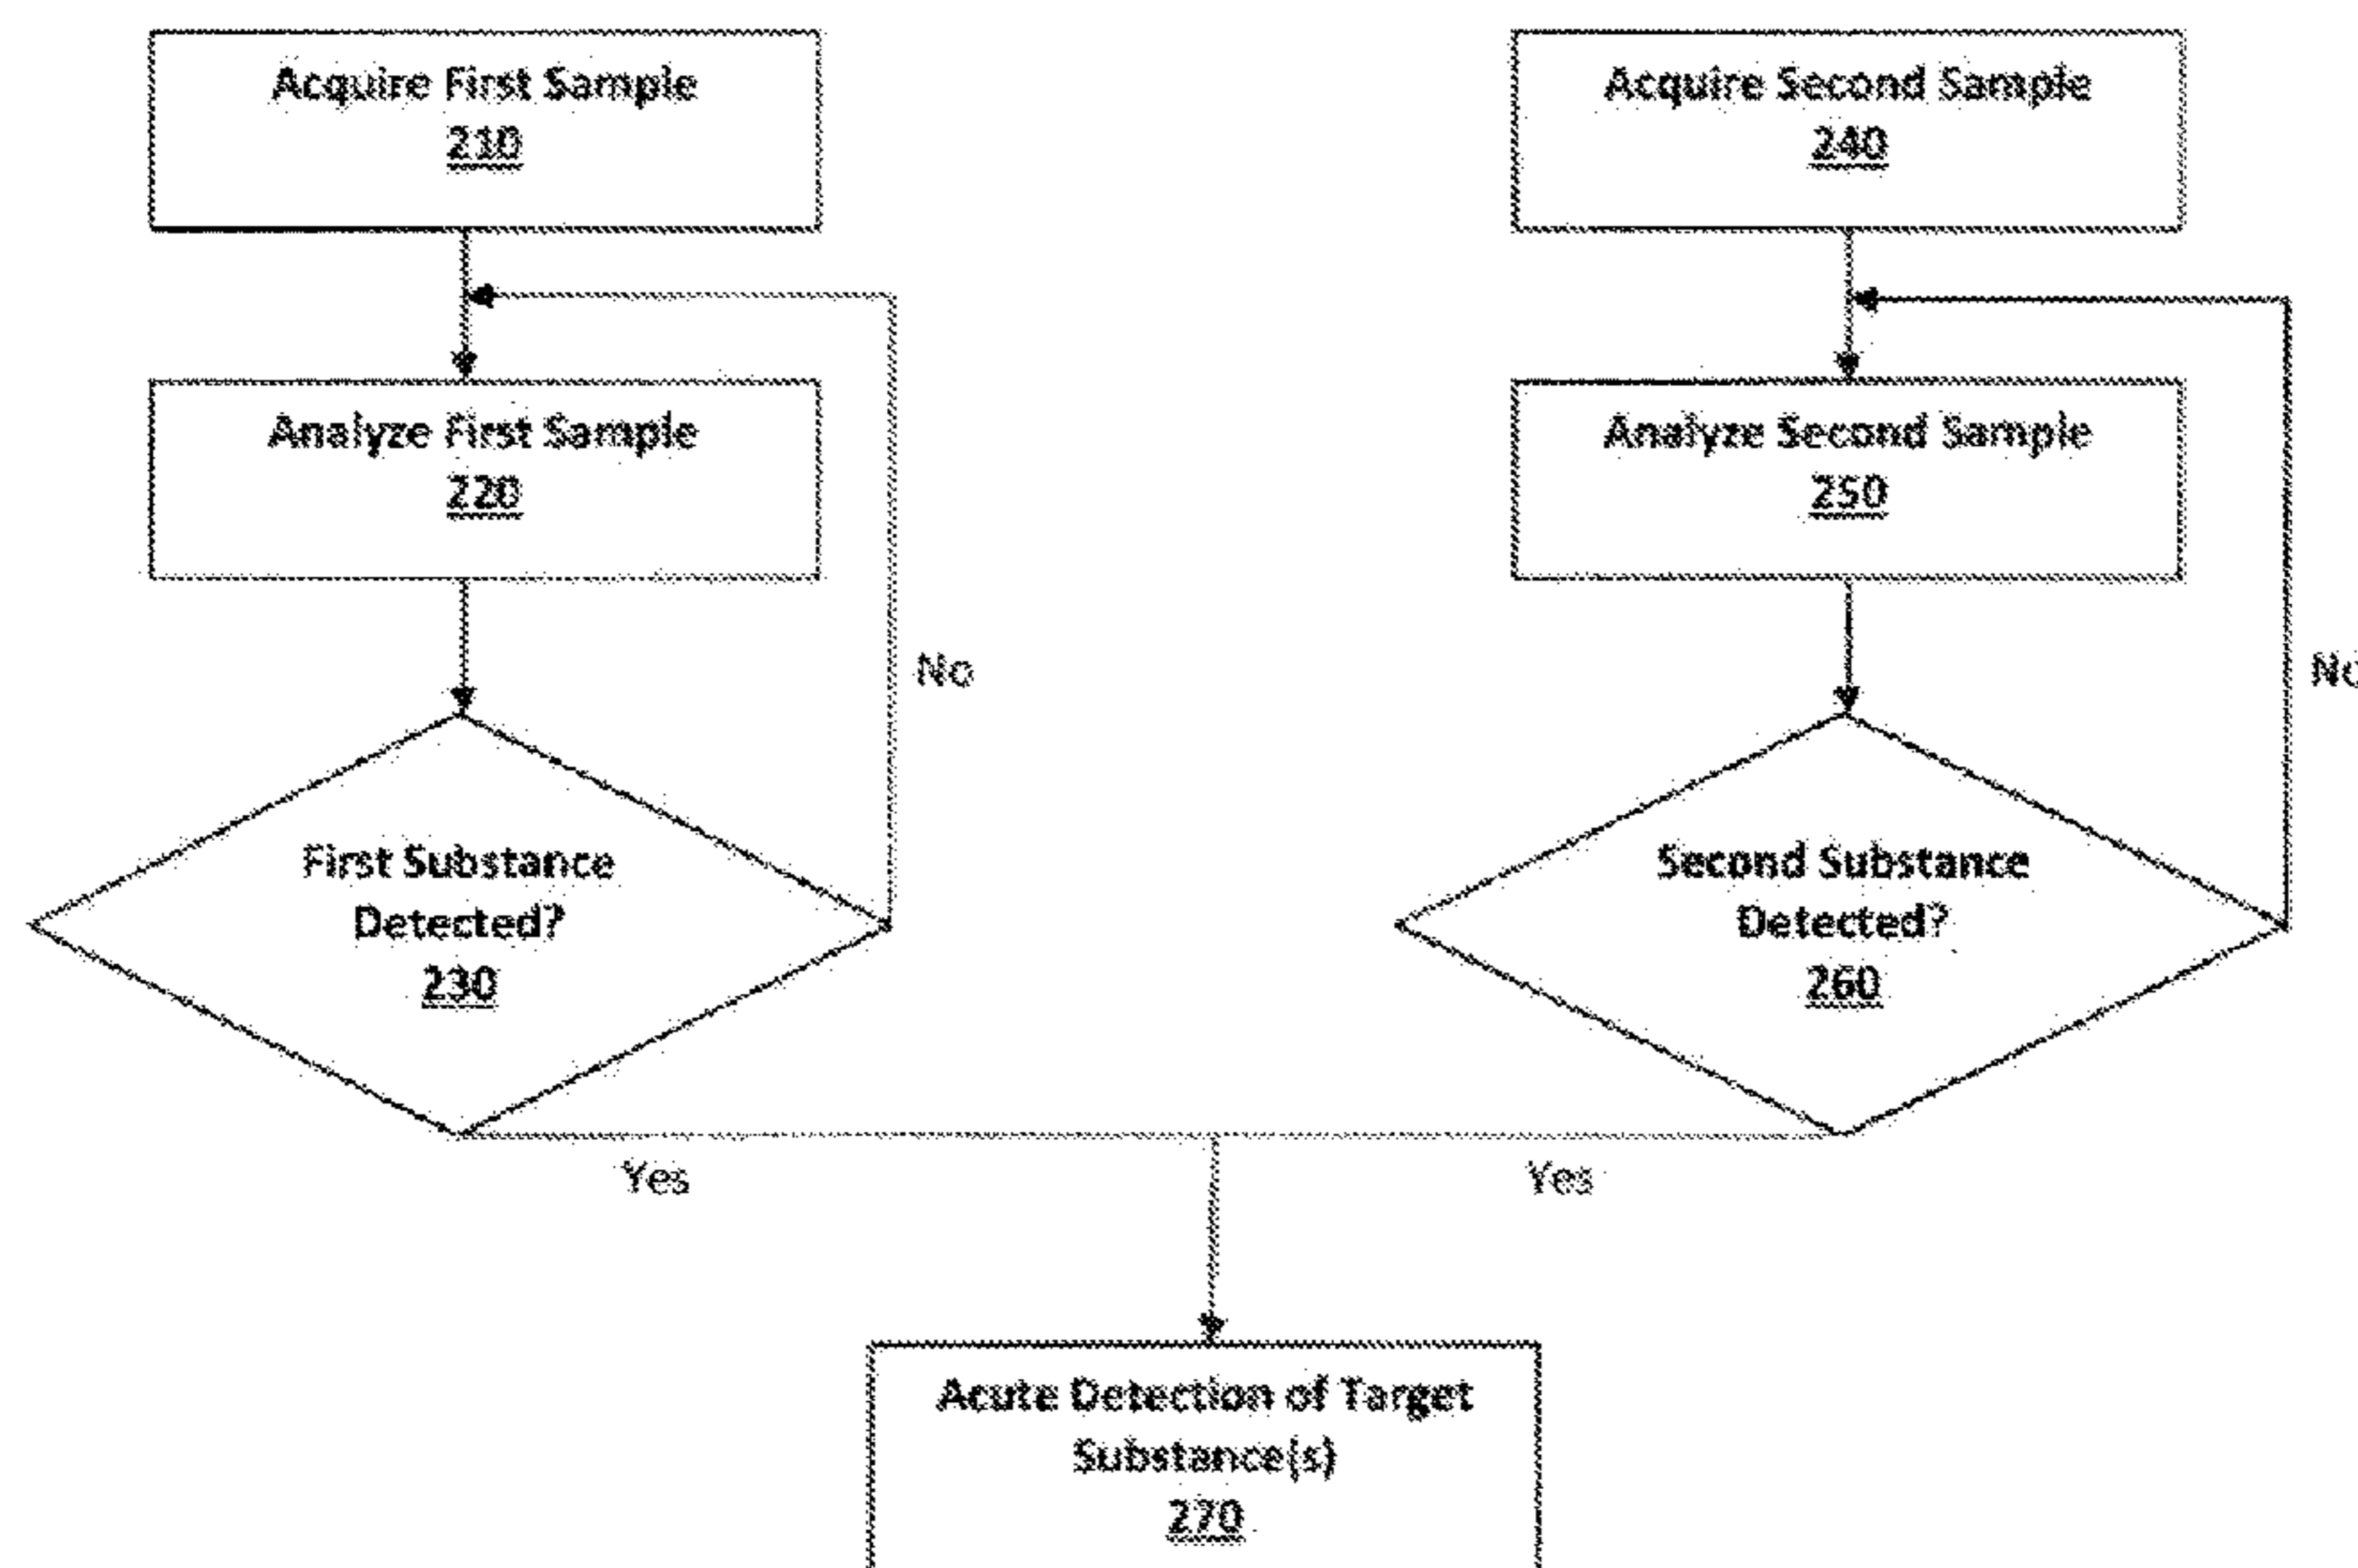 Acquire First Sample
210
Acquire Second Sample
240
Analyze First Sample
220
Analyze Second Sample
250
No
No
First Substance
Detected?
230
Second Substance
Detected?
260
Yes
Yes
Acute Detection of Target
Substance(s)
270